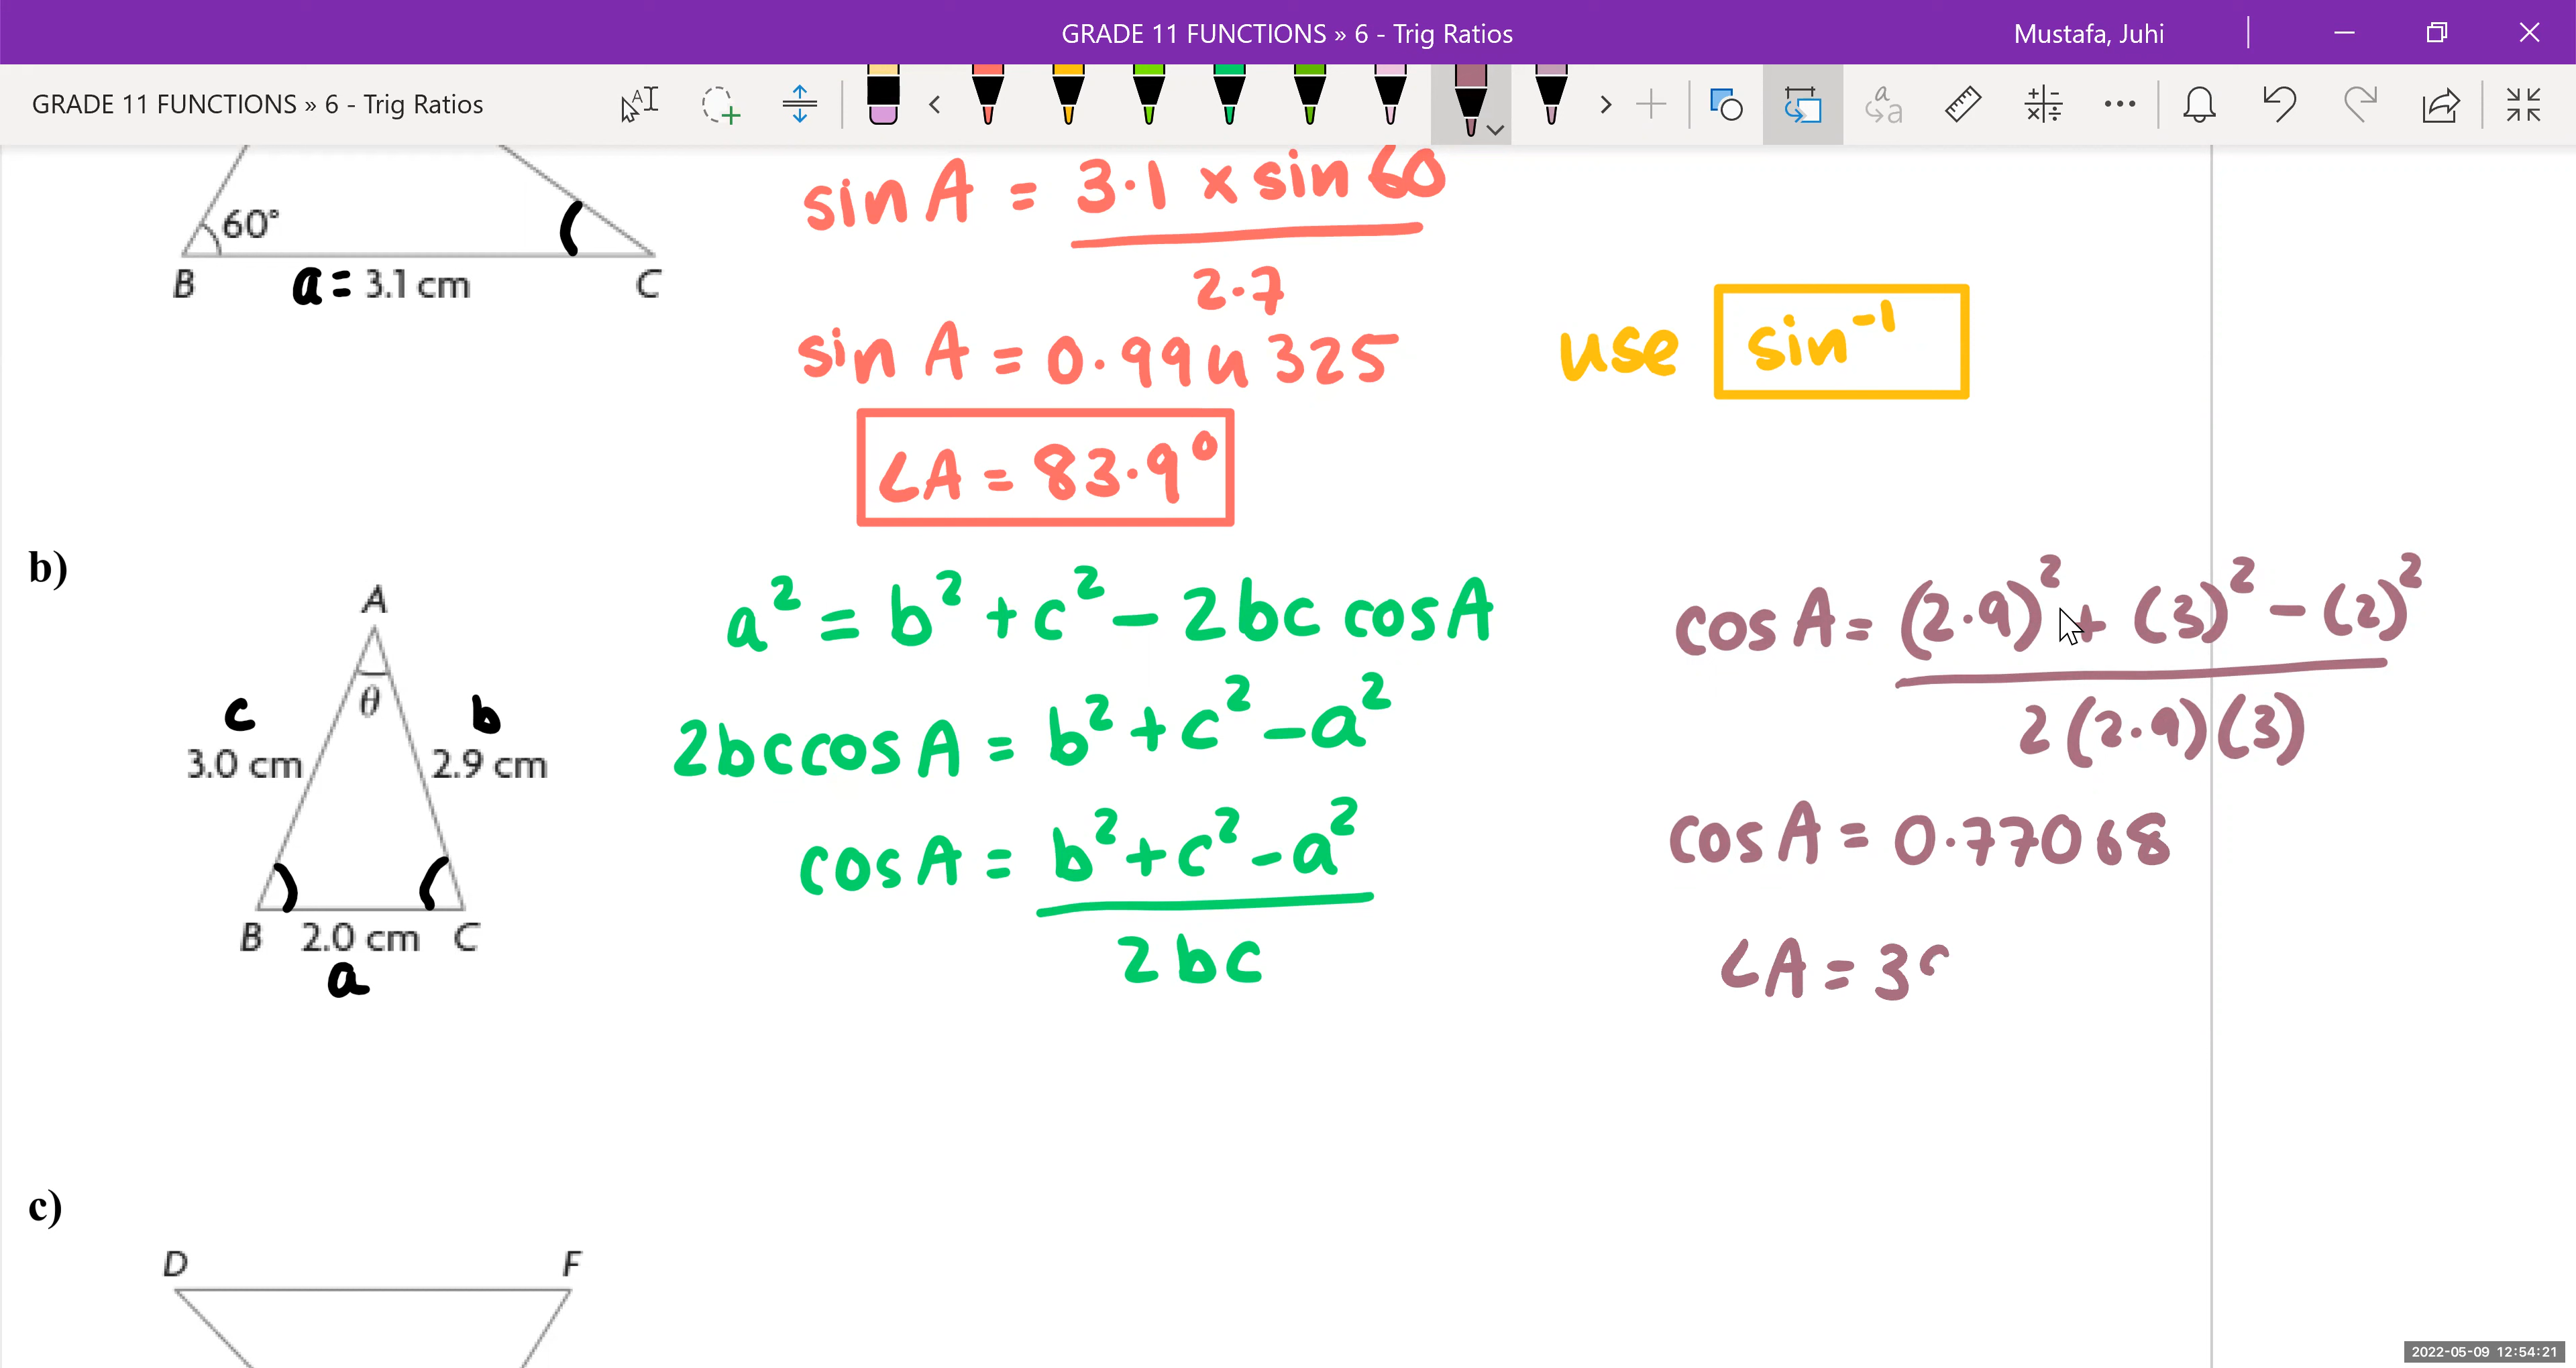 GRADE 11 FUNCTIONS » 6 - Trig Ratios
Mustafa, Juhi
GRADE 11 FUNCTIONS » 6 - Trig Ratios
60°
B a = 3.1 cm C
sin A = 3.1 x sin 60
2.7
sin A = 0.994325
use sin⁻¹
∠A = 83.9°
b)
A
θ
c
3.0 cm
b
2.9 cm
B 2.0 cm C
a
a² = b² + c² - 2bc cosA
2bccosA = b² + c² - a²
cosA = b² + c² - a²
2bc
cosA = (2.9)² + (3)² - (2)²
2(2.9)(3)
cosA = 0.77068
∠A = 3
c)
D F
2022-05-09 12:54:21